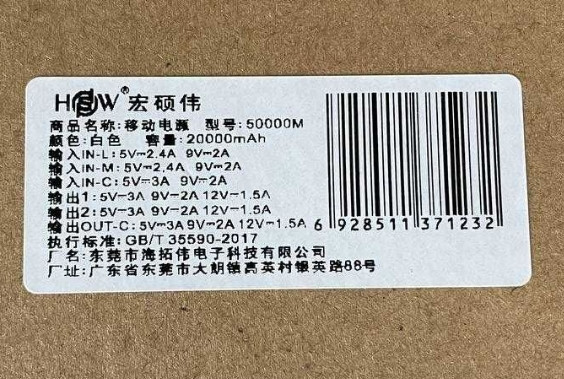 HSW® 宏硕伟
商品名称:移动电源 型号:50000M
颜色:白色 容量:20000mAh
输入IN-L:5V⎓2.4A 9V⎓2A
输入IN-M:5V⎓2.4A 9V⎓2A
输入IN-C:5V⎓3A 9V⎓2A
输出1:5V⎓3A 9V⎓2A 12V⎓1.5A
输出2:5V⎓3A 9V⎓2A 12V⎓1.5A
输出OUT-C:5V⎓3A 9V⎓2A 12V⎓1.5A
执行标准:GB/T 35590-2017
厂名:东莞市海拓伟电子科技有限公司
厂址:广东省东莞市大朗镇高英村银英路88号
6 928511 371232